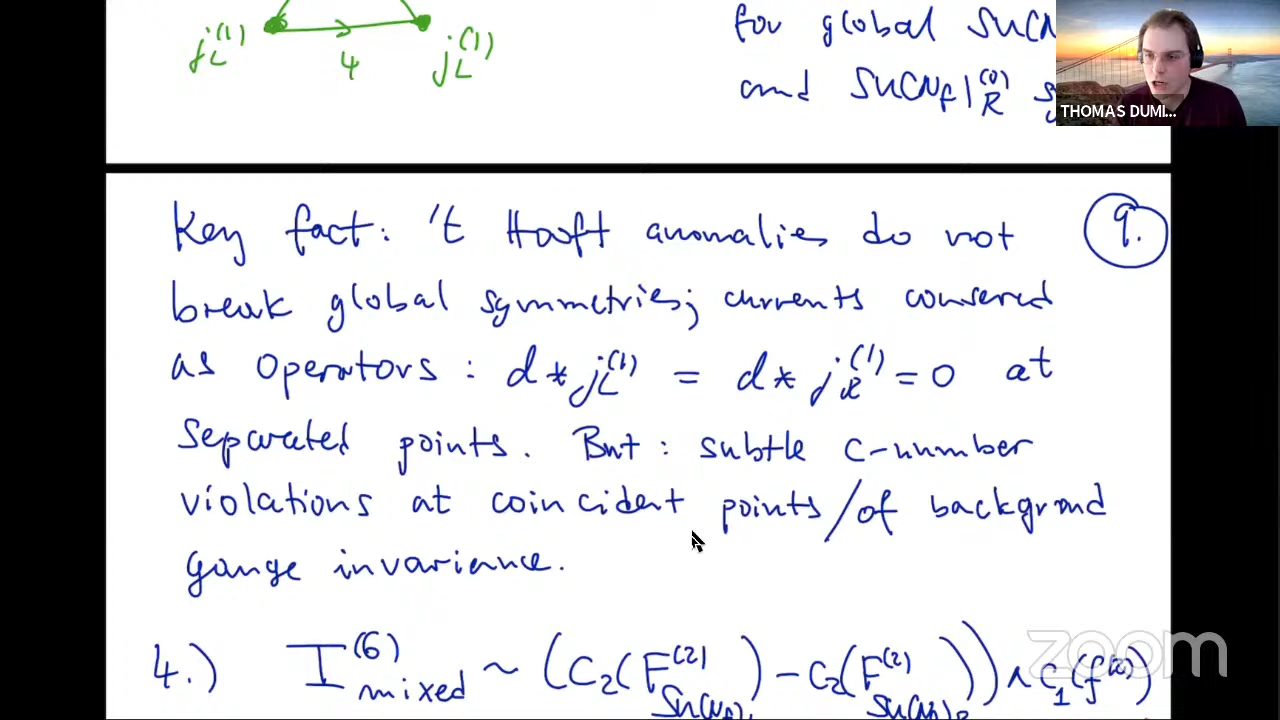 j_L^(1)
ψ
j_L^(1)
for global SU(N
and SU(N_f)_R^(0) sy
THOMAS DUMI...
Key fact: 't Hooft anomalies do not
9.
break global symmetries; currents conserved
as operators: d * j_L^(1) = d * j_R^(1) = 0 at
separated points. But: subtle c-number
violations at coincident points/of backgrond
gauge invariance.
4.) I^(6)_mixed ~ (C_2(F^(2)_SU(N_f)_L) - C_2(F^(2)_SU(N_f)_R)) ∧ C_1(f^(2))
zoom